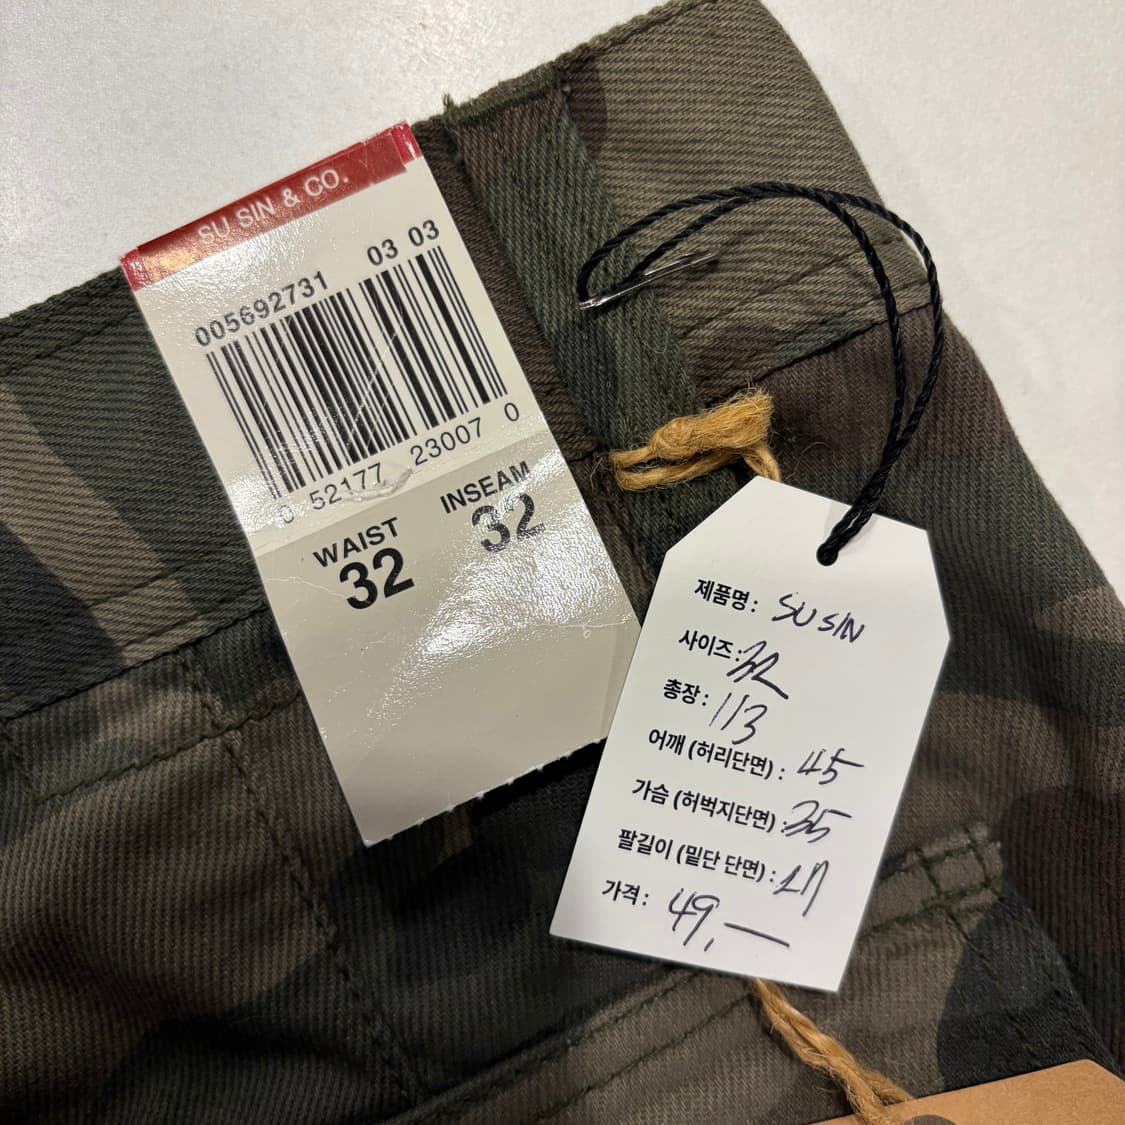 SU SIN & CO.
005692731 03 03
0 52177 23007 0
WAIST INSEAM
32 32
제품명: SU SIN
사이즈: 32
총장: 113
어깨 (허리단면) : 45
가슴 (허벅지단면) : 35
팔길이 (밑단 단면) : 17
가격: 49,—